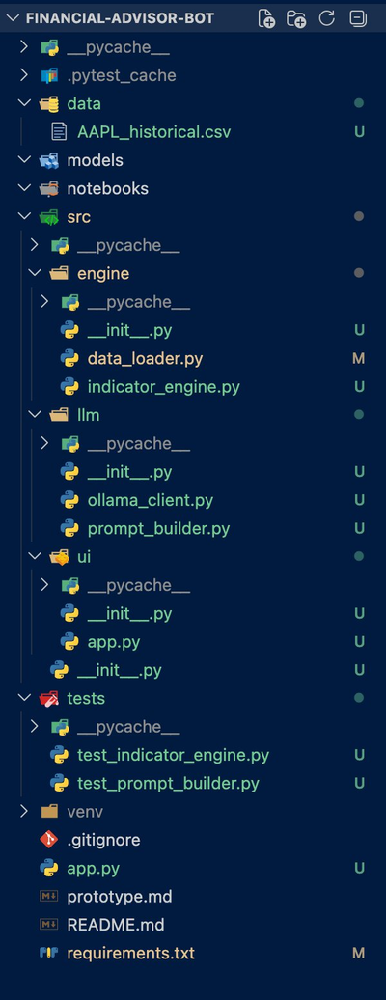 FINANCIAL-ADVISOR-BOT
__pycache__
.pytest_cache
data
AAPL_historical.csv U
models
notebooks
src
__pycache__
engine
__pycache__
__init__.py U
data_loader.py M
indicator_engine.py U
llm
__pycache__
__init__.py U
ollama_client.py U
prompt_builder.py U
ui
__pycache__
__init__.py U
app.py U
__init__.py U
tests
__pycache__
test_indicator_engine.py U
test_prompt_builder.py U
venv
.gitignore
app.py U
prototype.md
README.md
requirements.txt M